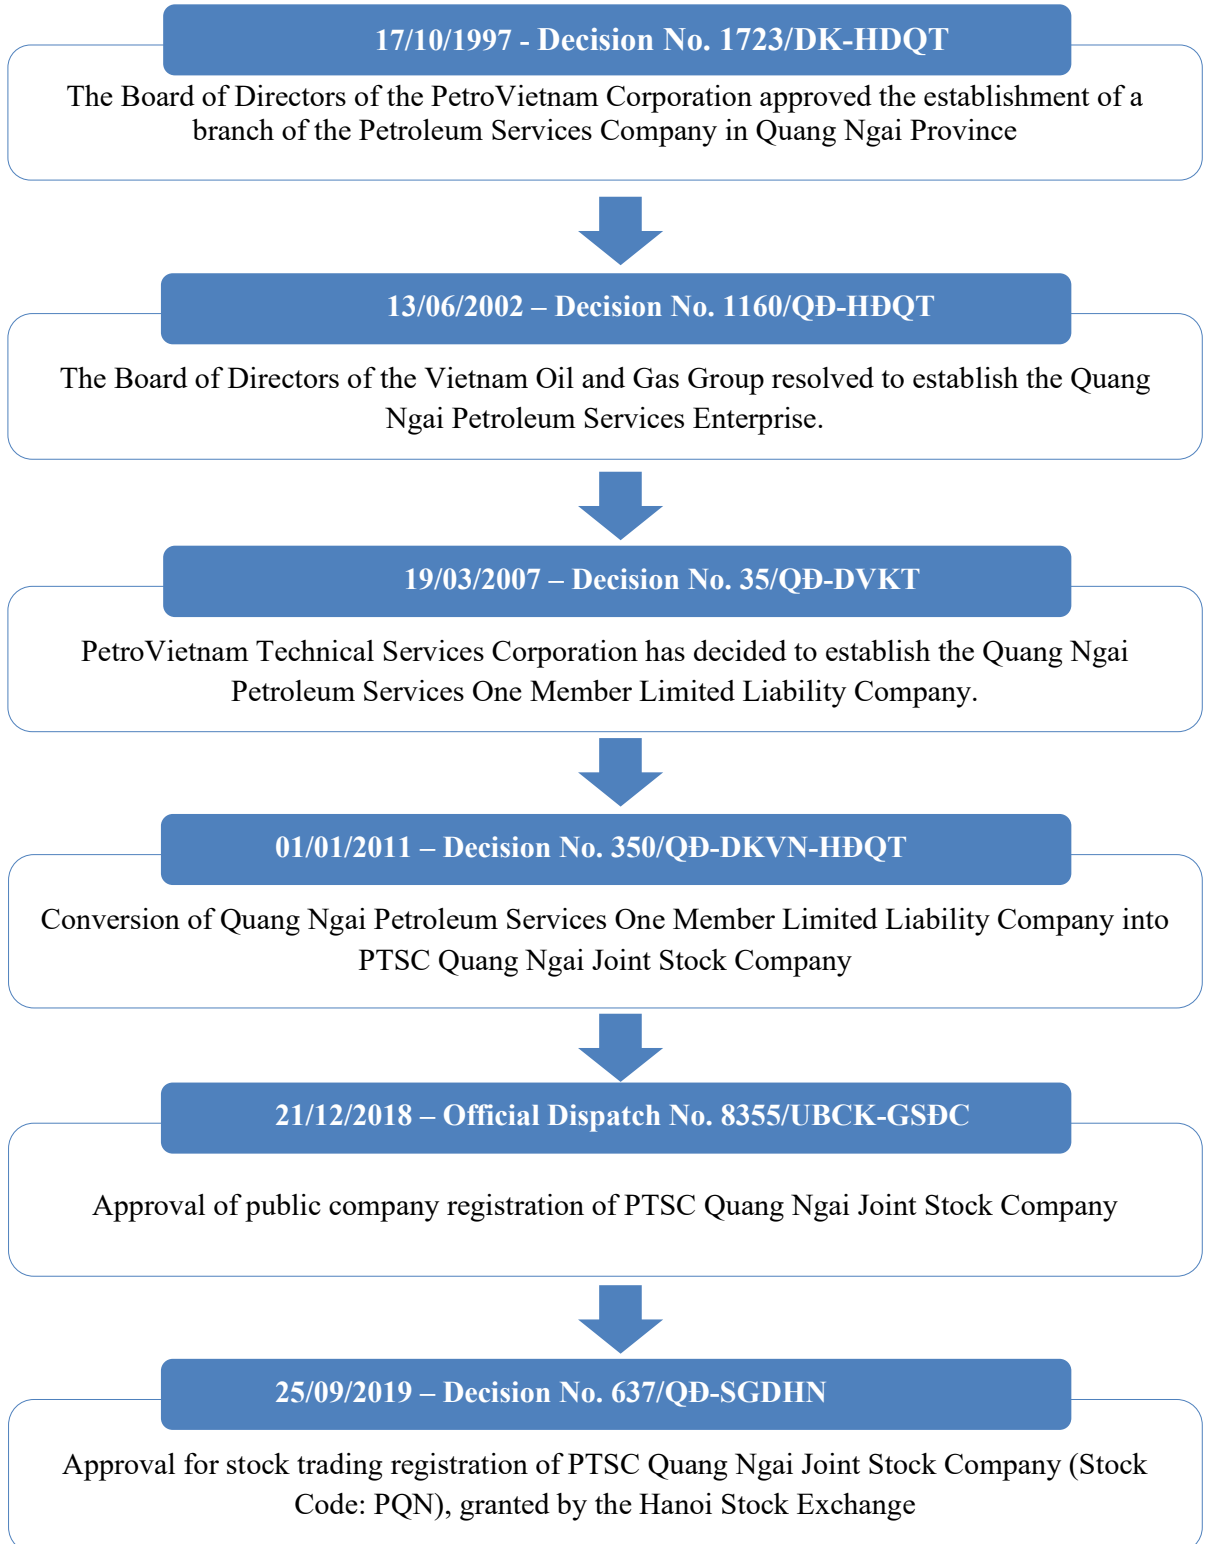 17/10/1997 - Decision No. 1723/DK-HDQT
The Board of Directors of the PetroVietnam Corporation approved the establishment of a
branch of the Petroleum Services Company in Quang Ngai Province
13/06/2002 – Decision No. 1160/QĐ-HĐQT
The Board of Directors of the Vietnam Oil and Gas Group resolved to establish the Quang
Ngai Petroleum Services Enterprise.
19/03/2007 – Decision No. 35/QĐ-DVKT
PetroVietnam Technical Services Corporation has decided to establish the Quang Ngai
Petroleum Services One Member Limited Liability Company.
01/01/2011 – Decision No. 350/QĐ-DKVN-HĐQT
Conversion of Quang Ngai Petroleum Services One Member Limited Liability Company into
PTSC Quang Ngai Joint Stock Company
21/12/2018 – Official Dispatch No. 8355/UBCK-GSĐC
Approval of public company registration of PTSC Quang Ngai Joint Stock Company
25/09/2019 – Decision No. 637/QĐ-SGDHN
Approval for stock trading registration of PTSC Quang Ngai Joint Stock Company (Stock
Code: PQN), granted by the Hanoi Stock Exchange